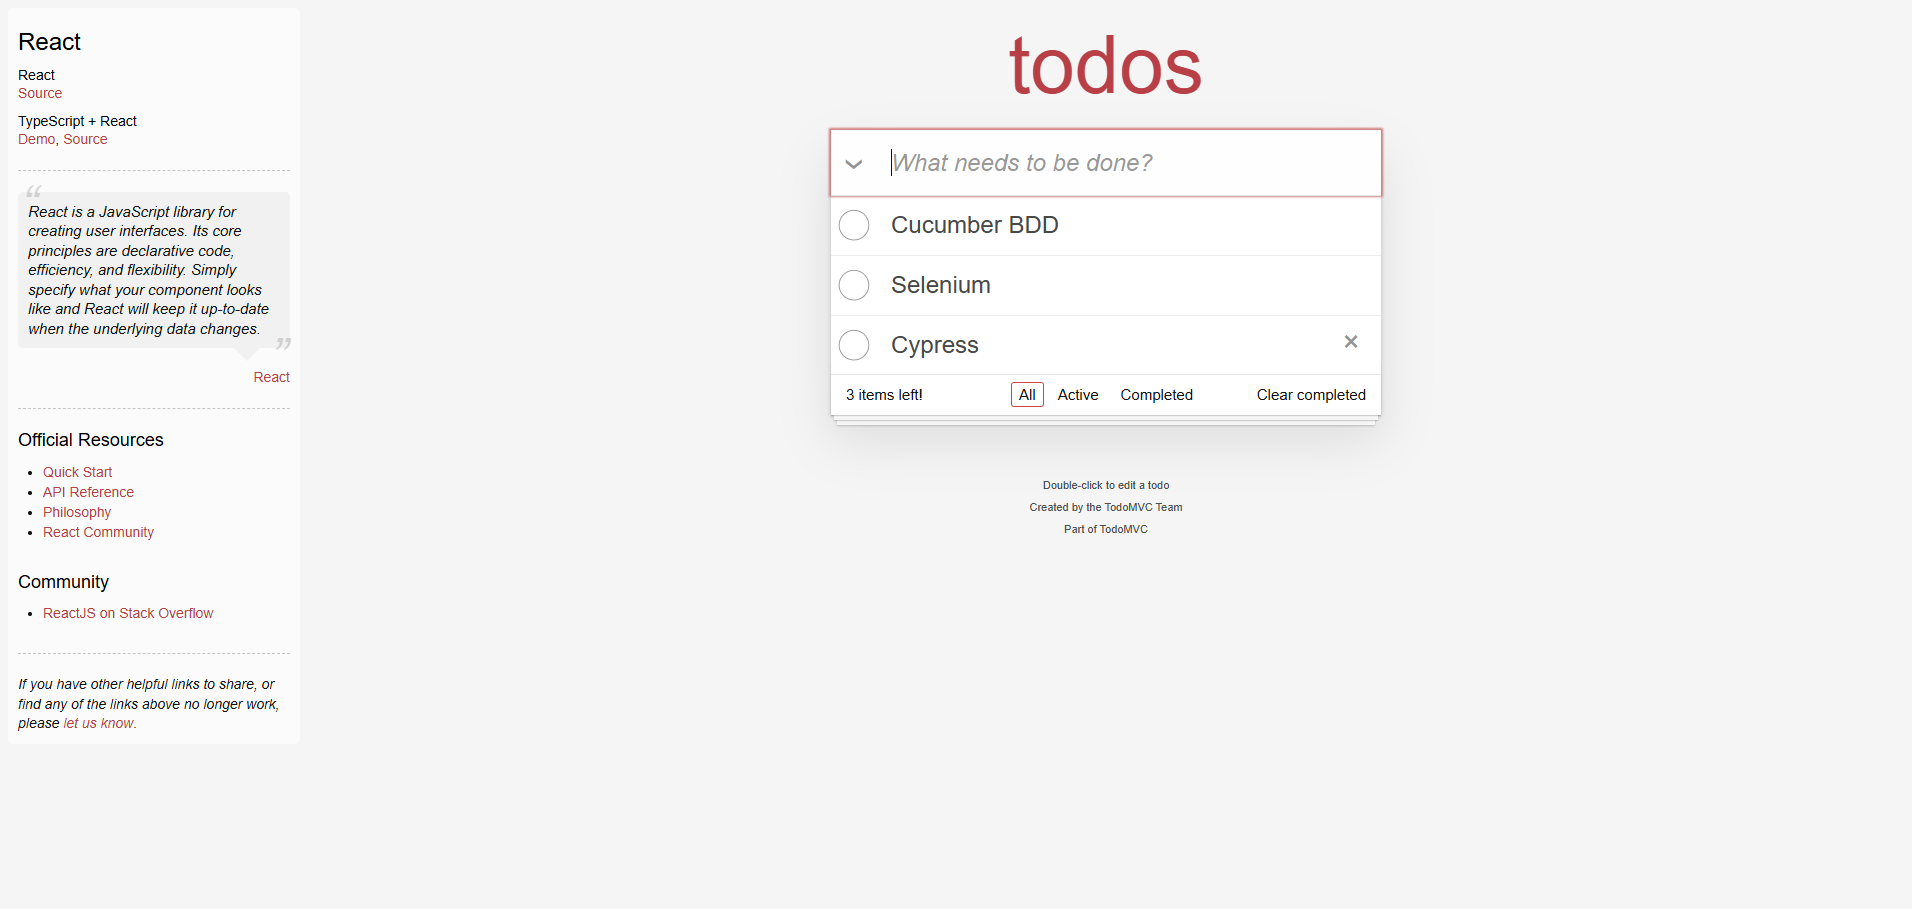 React
React
Source
TypeScript + React
Demo, Source
“
React is a JavaScript library for
creating user interfaces. Its core
principles are declarative code,
efficiency, and flexibility. Simply
specify what your component looks
like and React will keep it up-to-date
when the underlying data changes.
”
React
Official Resources
Quick Start
API Reference
Philosophy
React Community
Community
ReactJS on Stack Overflow
If you have other helpful links to share, or
find any of the links above no longer work,
please let us know.
todos
What needs to be done?
Cucumber BDD
Selenium
Cypress ×
3 items left! All Active Completed Clear completed
Double-click to edit a todo
Created by the TodoMVC Team
Part of TodoMVC